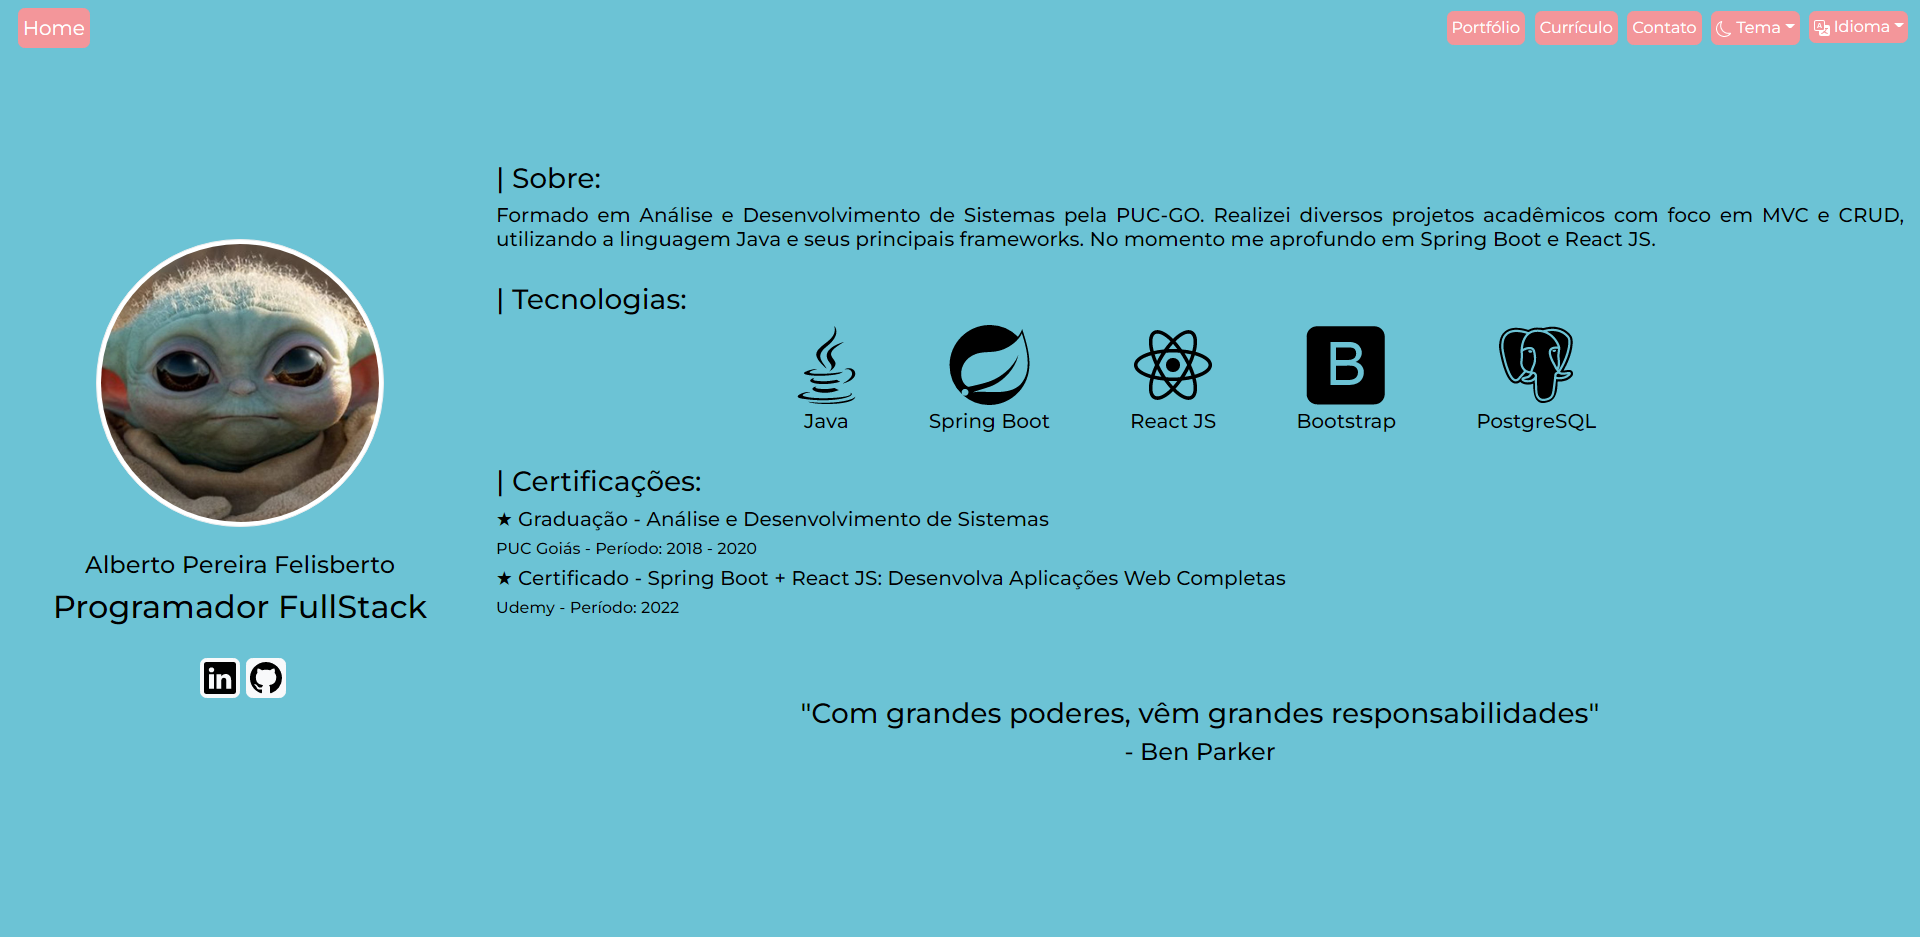 Home
Portfólio
Currículo
Contato
Tema
Idioma
| Sobre:
Formado em Análise e Desenvolvimento de Sistemas pela PUC-GO. Realizei diversos projetos acadêmicos com foco em MVC e CRUD,
utilizando a linguagem Java e seus principais frameworks. No momento me aprofundo em Spring Boot e React JS.
| Tecnologias:
B
Java
Spring Boot
React JS
Bootstrap
PostgreSQL
| Certificações:
★ Graduação - Análise e Desenvolvimento de Sistemas
PUC Goiás - Período: 2018 - 2020
★ Certificado - Spring Boot + React JS: Desenvolva Aplicações Web Completas
Udemy - Período: 2022
Alberto Pereira Felisberto
Programador FullStack
in
"Com grandes poderes, vêm grandes responsabilidades"
- Ben Parker